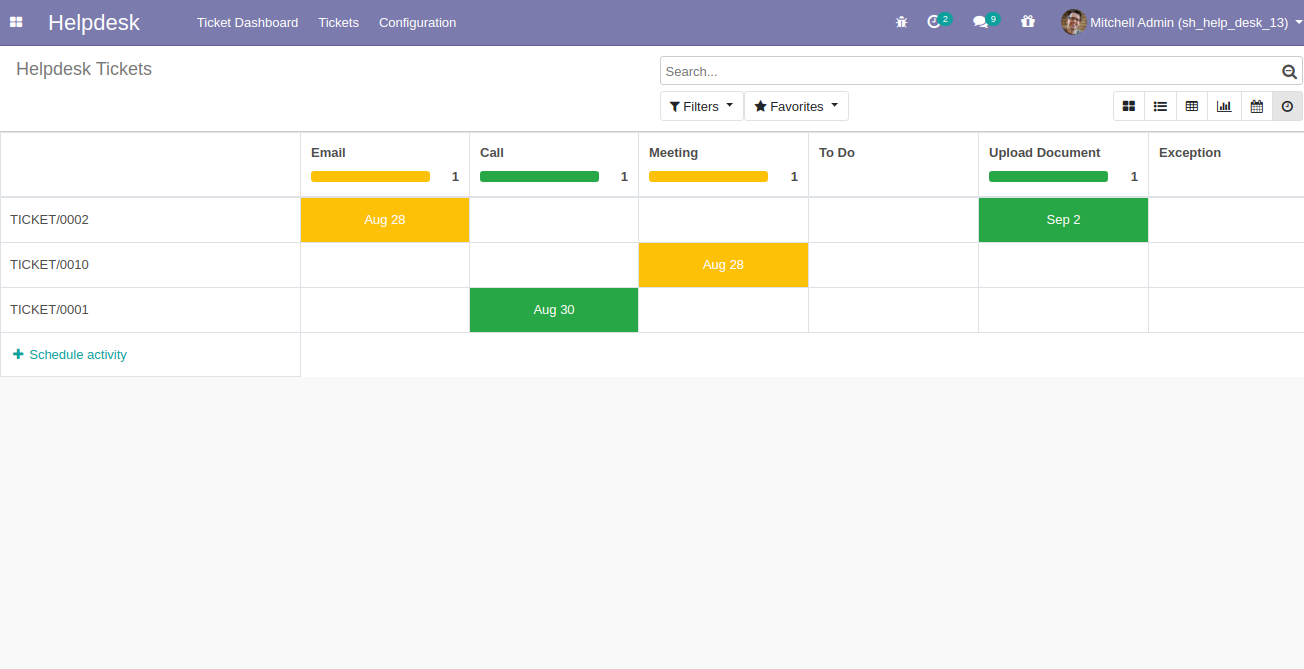 Helpdesk Ticket Dashboard Tickets Configuration 2 9 Mitchell Admin (sh_help_desk_13)
Helpdesk Tickets
Search...
Filters Favorites
Email Call Meeting To Do Upload Document Exception
1 1 1 1
TICKET/0002 Aug 28 Sep 2
TICKET/0010 Aug 28
TICKET/0001 Aug 30
Schedule activity